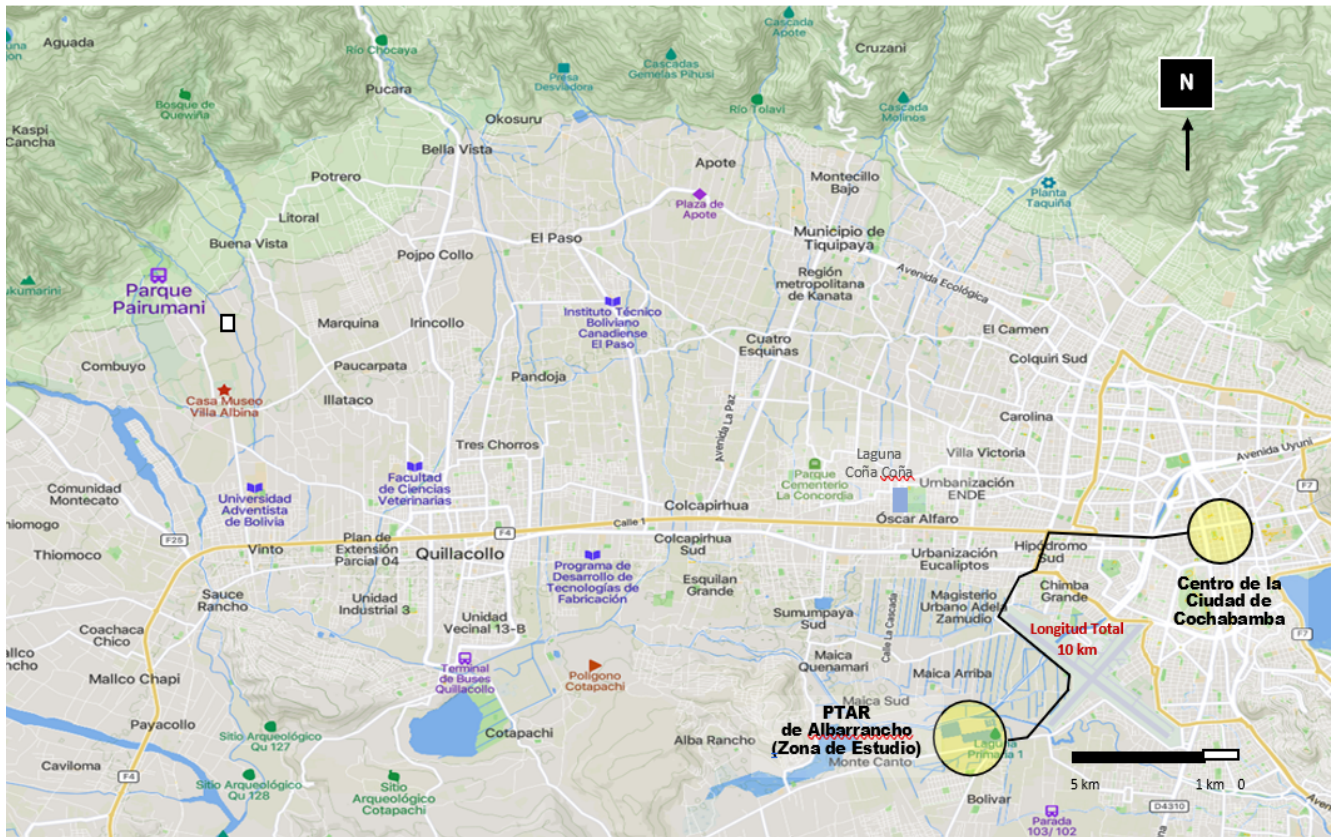 Aguada
Río Chocaya
Pucara
Cascada
Apote
Cruzani
N
Cascadas
Gemelas Pihusi
Presa
Desviadora
Bosque de
Quewiña
Río Tolavi
Cascada
Molinos
Kaspi
Cancha
Okosuru
Bella Vista
Apote
Potrero
Montecillo
Bajo
Planta
Taquiña
Plaza de
Apote
Litoral
Buena Vista
El Paso
Municipio de
Tiquipaya
Pojpo Collo
Avenida Ecológica
Región
metropolitana
de Kanata
ukumarini
Parque
Pairumani
Instituto Técnico
Boliviano
Canadiense
El Paso
Marquina
Irincollo
El Carmen
Cuatro
Esquinas
Colquiri Sud
Combuyo
Paucarpata
Pandoja
Casa Museo
Villa Albina
Illataco
Avenida La Paz
Carolina
Tres Chorros
Avenida Uyuni
Laguna
Coña Coña
Villa Victoria
Parque
Cementerio
La Concordia
Facultad
de Ciencias
Veterinarias
Umbanización
ENDE
F7
Comunidad
Montecato
Universidad
Adventista
de Bolivia
Colcapirhua
Óscar Alfaro
Calle 1
F4
hiomogo
F25
Plan de
Extensión
Parcial 04
Colcapirhua
Sud
Thiomoco
Vinto
Quillacollo
Urbanización
Eucaliptos
Hipódromo
Sud
Programa de
Desarrollo de
Tecnologías de
Fabricación
Esquilan
Grande
Chimba
Grande
Centro de la
Ciudad de
Cochabamba
Sauce
Rancho
Unidad
Industrial 3
Magisterio
Urbano Adela
Zamudio
Unidad
Vecinal 13-B
Sumumpaya
Sud
Calle La Cascada
Coachaca
Chico
Longitud Total
10 km
F7
Maica
Quenamari
Terminal
de Buses
Quillacollo
Polígono
Cotapachi
Mallco Chapi
Maica Arriba
Maica Sud
PTAR
de Albarrancho
(Zona de Estudio)
Payacollo
Sitio Arqueológico
Qu 127
Cotapachi
Alba Rancho
Laguna
Primaria 1
Monte Canto
Caviloma
F4
Sitio Arqueológico
Qu 128
Sitio
Arqueológico
Cotapachi
5 km
1 km
0
Bolivar
D4310
Parada
103/ 102